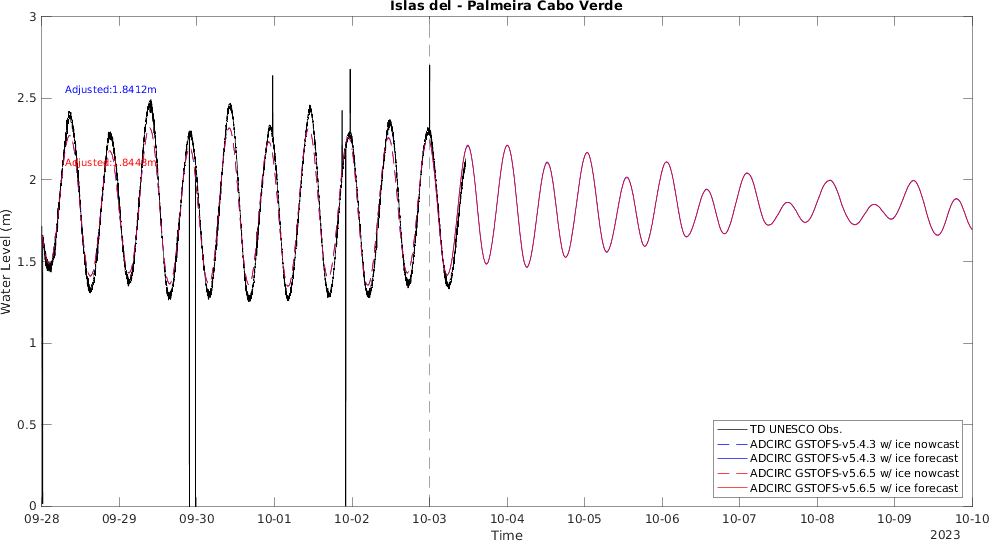 Islas del - Palmeira Cabo Verde
3
2.5
2
1.5
1
0.5
0
Water Level (m)
Adjusted:1.8412m
Adjusted:1.8448m
TD UNESCO Obs.
ADCIRC GSTOFS-v5.4.3 w/ ice nowcast
ADCIRC GSTOFS-v5.4.3 w/ ice forecast
ADCIRC GSTOFS-v5.6.5 w/ ice nowcast
ADCIRC GSTOFS-v5.6.5 w/ ice forecast
09-28 09-29 09-30 10-01 10-02 10-03 10-04 10-05 10-06 10-07 10-08 10-09 10-10
Time
2023